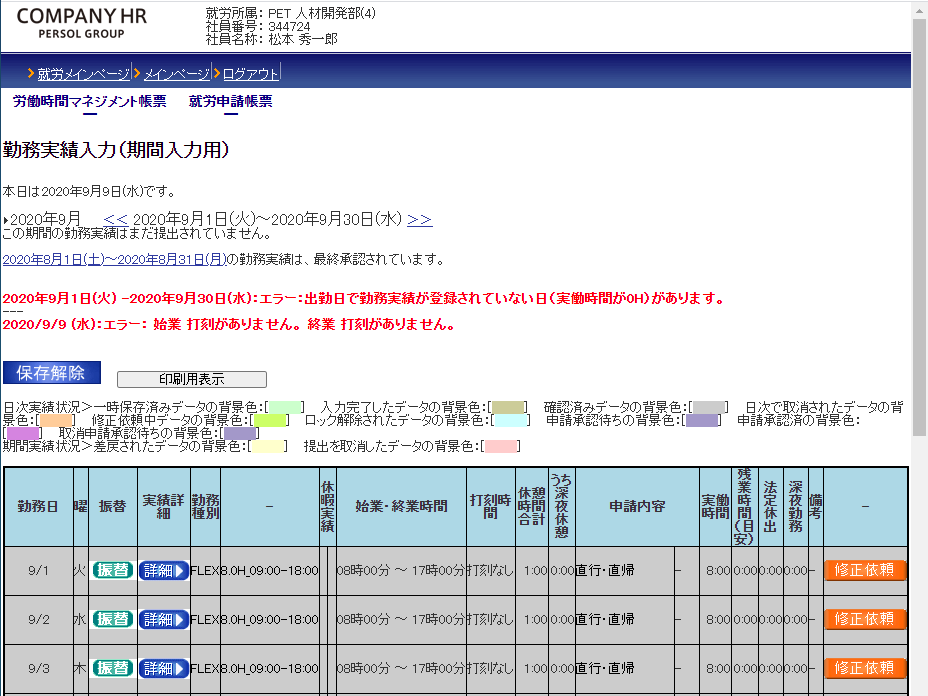 COMPANY HR
PERSOL GROUP
就労所属： PET 人材開発部(4)
社員番号： 344724
社員名称： 松本 秀一郎
就労メインページ メインページ ログアウト
労働時間マネジメント帳票 就労申請帳票
勤務実績入力（期間入力用）
本日は2020年9月9日(水)です。
2020年9月 << 2020年9月1日(火)～2020年9月30日(水) >>
この期間の勤務実績はまだ提出されていません。
2020年8月1日(土)～2020年8月31日(月)の勤務実績は、最終承認されています。
2020年9月1日(火) -2020年9月30日(水)：エラー：出勤日で勤務実績が登録されていない日（実働時間が0H）があります。
---
2020/9/9 (水)：エラー： 始業 打刻がありません。 終業 打刻がありません。
保存解除 印刷用表示
日次実績状況＞一時保存済みデータの背景色：[ ] 入力完了したデータの背景色：[ ] 確認済みデータの背景色：[ ] 日次で取消されたデータの背
景色：[ ] 修正依頼中データの背景色：[ ] ロック解除されたデータの背景色：[ ] 申請承認待ちの背景色：[ ] 申請承認済の背景色：
[ ] 取消申請承認待ちの背景色：[ ]
期間実績状況＞差戻されたデータの背景色：[ ] 提出を取消したデータの背景色：[ ]
勤務日 曜 振替 実績詳細 勤務種別 - 休暇実績 始業・終業時間 打刻時間 休憩時間合計 うち深夜休憩 申請内容 実働時間 残業時間(目安) 法定休出 深夜勤務 備考 -
9/1 火 振替 詳細 FLEX8.0H_09:00-18:00 08時00分 ～ 17時00分 打刻なし 1:00 0:00 直行・直帰 - 8:00 0:00 0:00 0:00 - 修正依頼
9/2 水 振替 詳細 FLEX8.0H_09:00-18:00 08時00分 ～ 17時00分 打刻なし 1:00 0:00 直行・直帰 - 8:00 0:00 0:00 0:00 - 修正依頼
9/3 木 振替 詳細 FLEX8.0H_09:00-18:00 08時00分 ～ 17時00分 打刻なし 1:00 0:00 直行・直帰 - 8:00 0:00 0:00 0:00 - 修正依頼